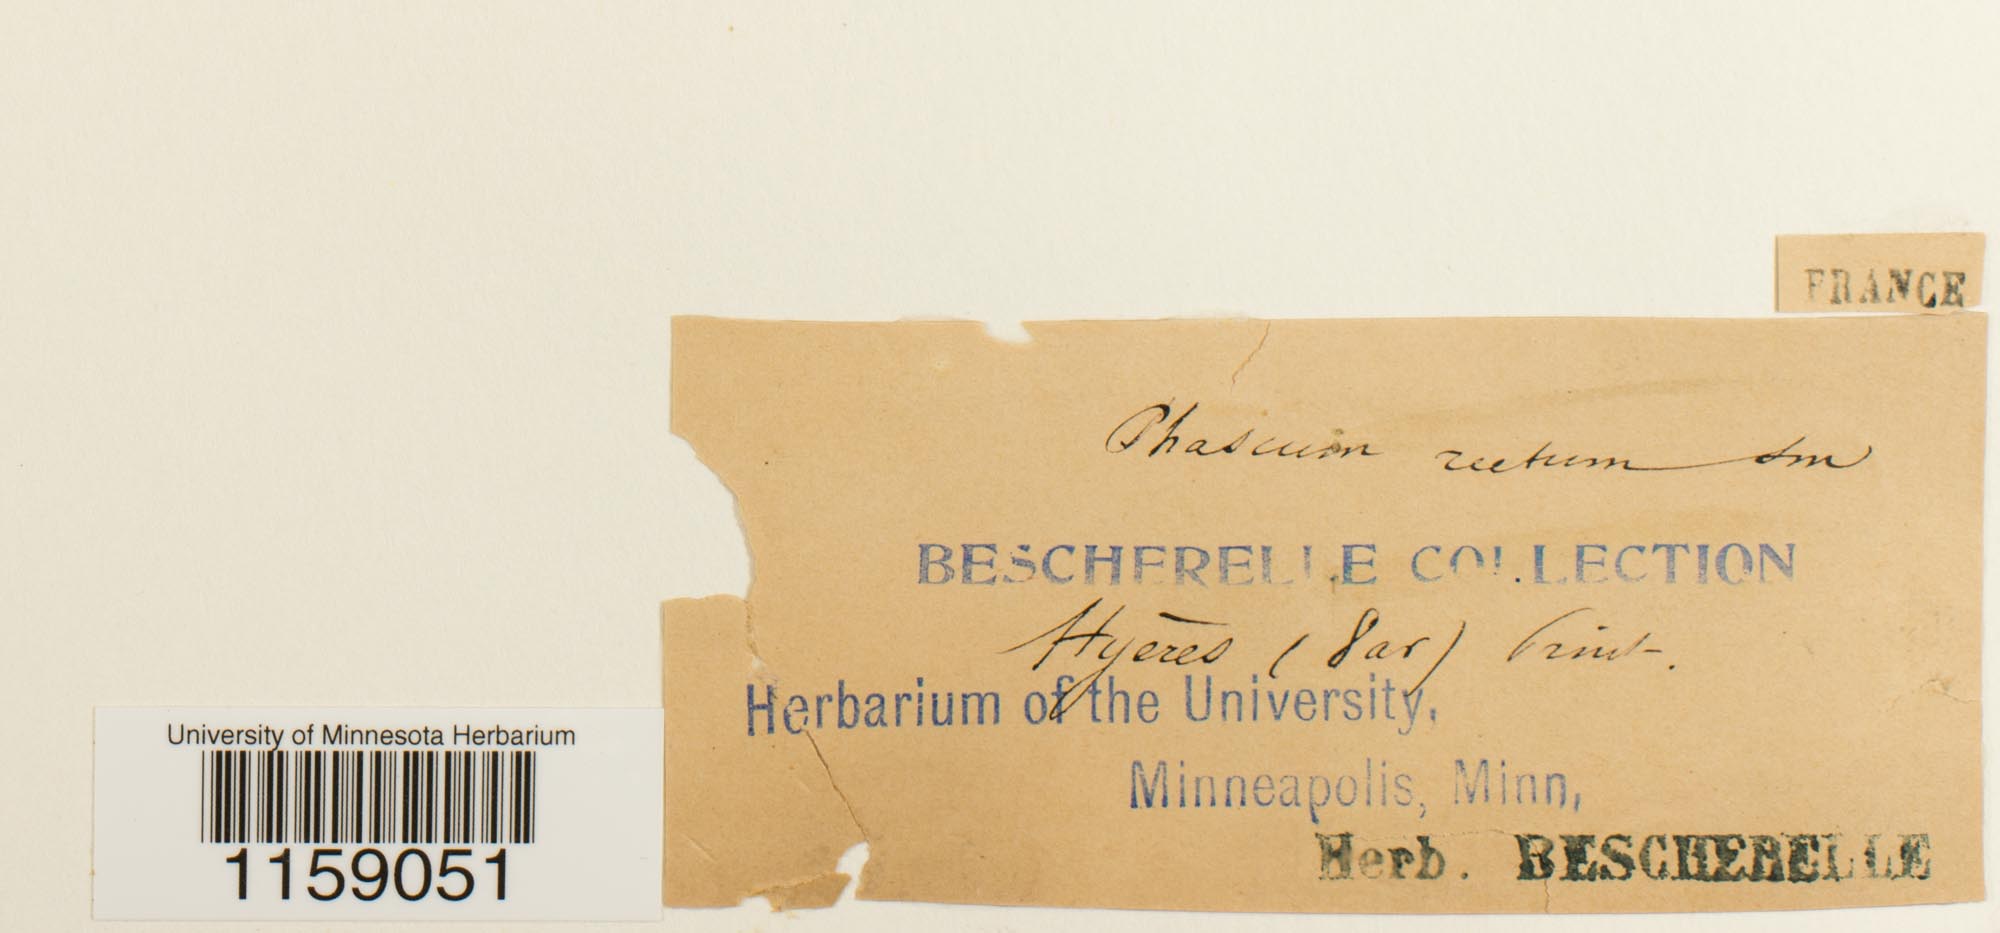 FRANCE
Phascum rectum Sm
BESCHERELLE COLLECTION
Hyères (Var)
Herbarium of the University,
Minneapolis, Minn,
Herb. BESCHERELLE
University of Minnesota Herbarium
1159051